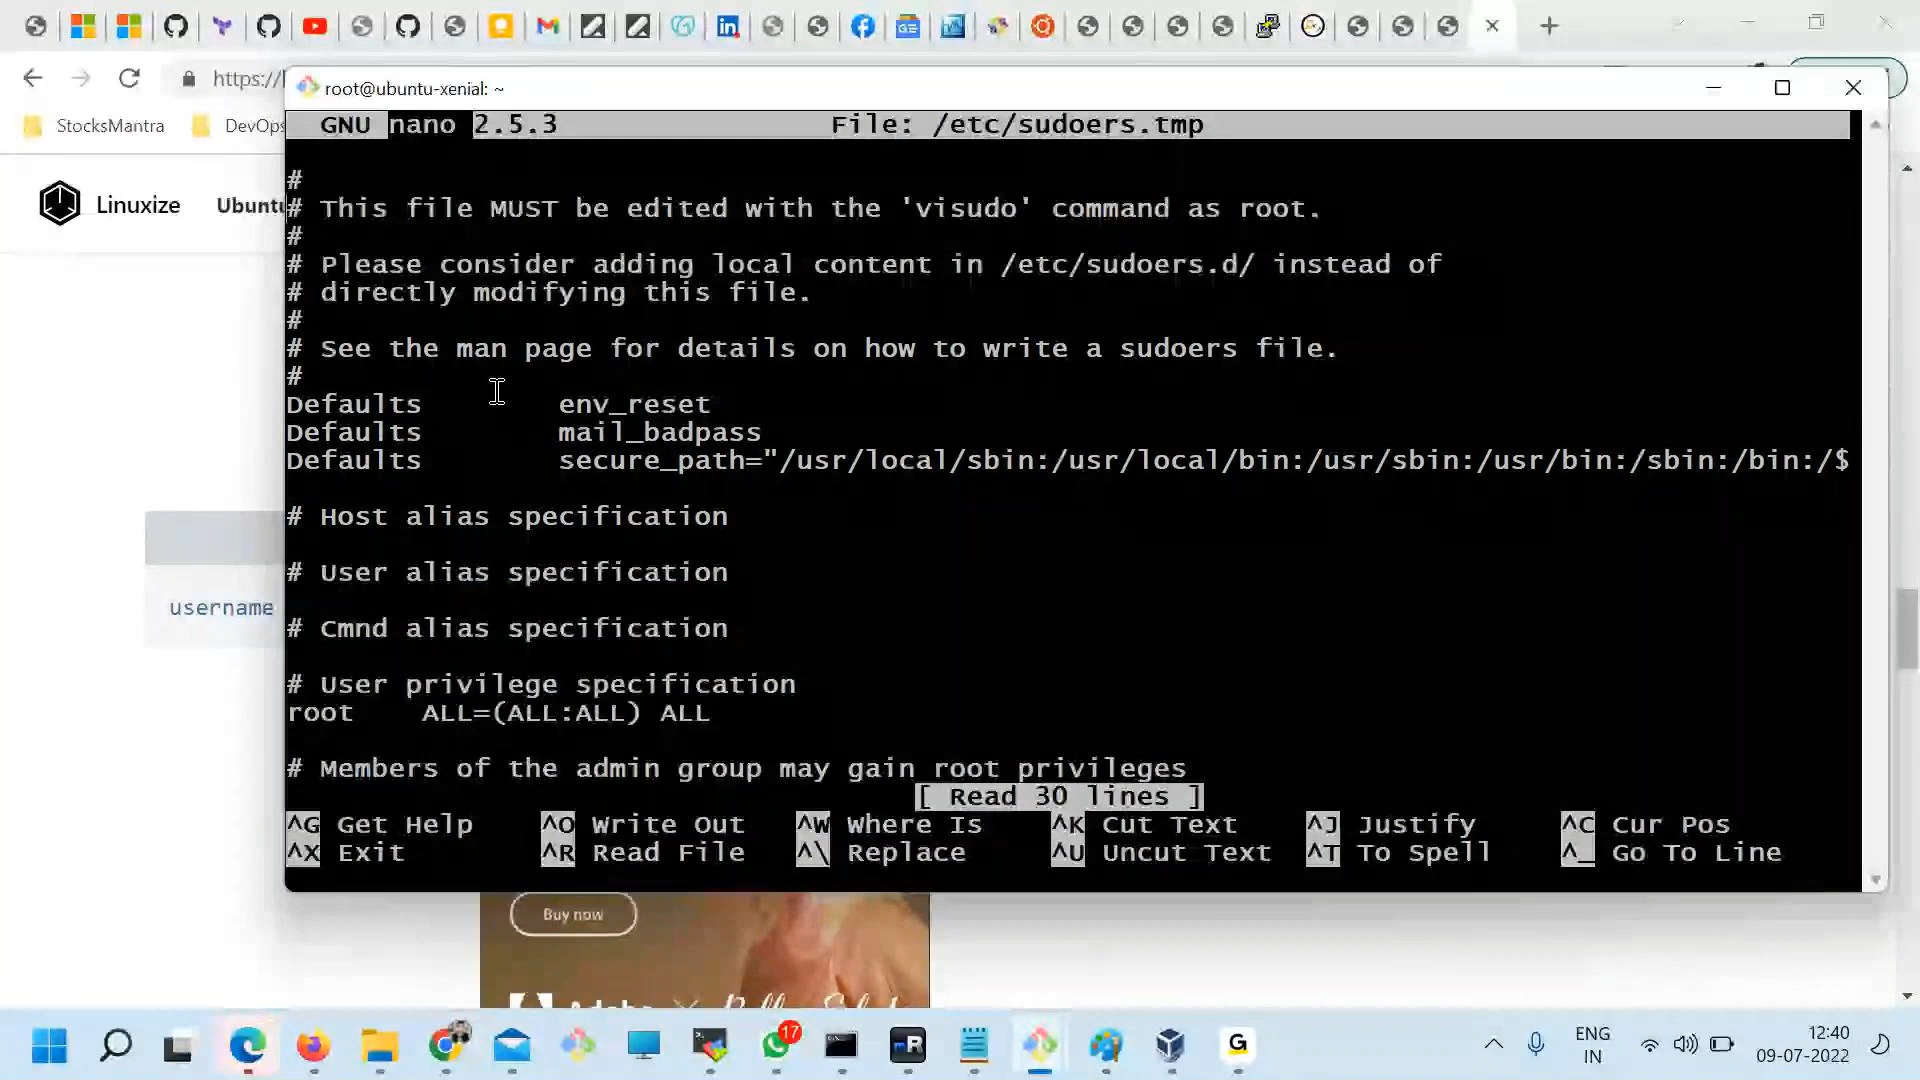 https://
StocksMantra
DevOps
root@ubuntu-xenial: ~
GNU nano 2.5.3 File: /etc/sudoers.tmp
Linuxize
#
# This file MUST be edited with the 'visudo' command as root.
#
# Please consider adding local content in /etc/sudoers.d/ instead of
# directly modifying this file.
#
# See the man page for details on how to write a sudoers file.
#
Defaults env_reset
Defaults mail_badpass
Defaults secure_path="/usr/local/sbin:/usr/local/bin:/usr/sbin:/usr/bin:/sbin:/bin:/$
# Host alias specification
# User alias specification
username
# Cmnd alias specification
# User privilege specification
root ALL=(ALL:ALL) ALL
# Members of the admin group may gain root privileges
[ Read 30 lines ]
^G Get Help ^O Write Out ^W Where Is ^K Cut Text ^J Justify ^C Cur Pos
^X Exit ^R Read File ^\ Replace ^U Uncut Text ^T To Spell ^_ Go To Line
Buy now
17
ENG
IN
12:40
09-07-2022